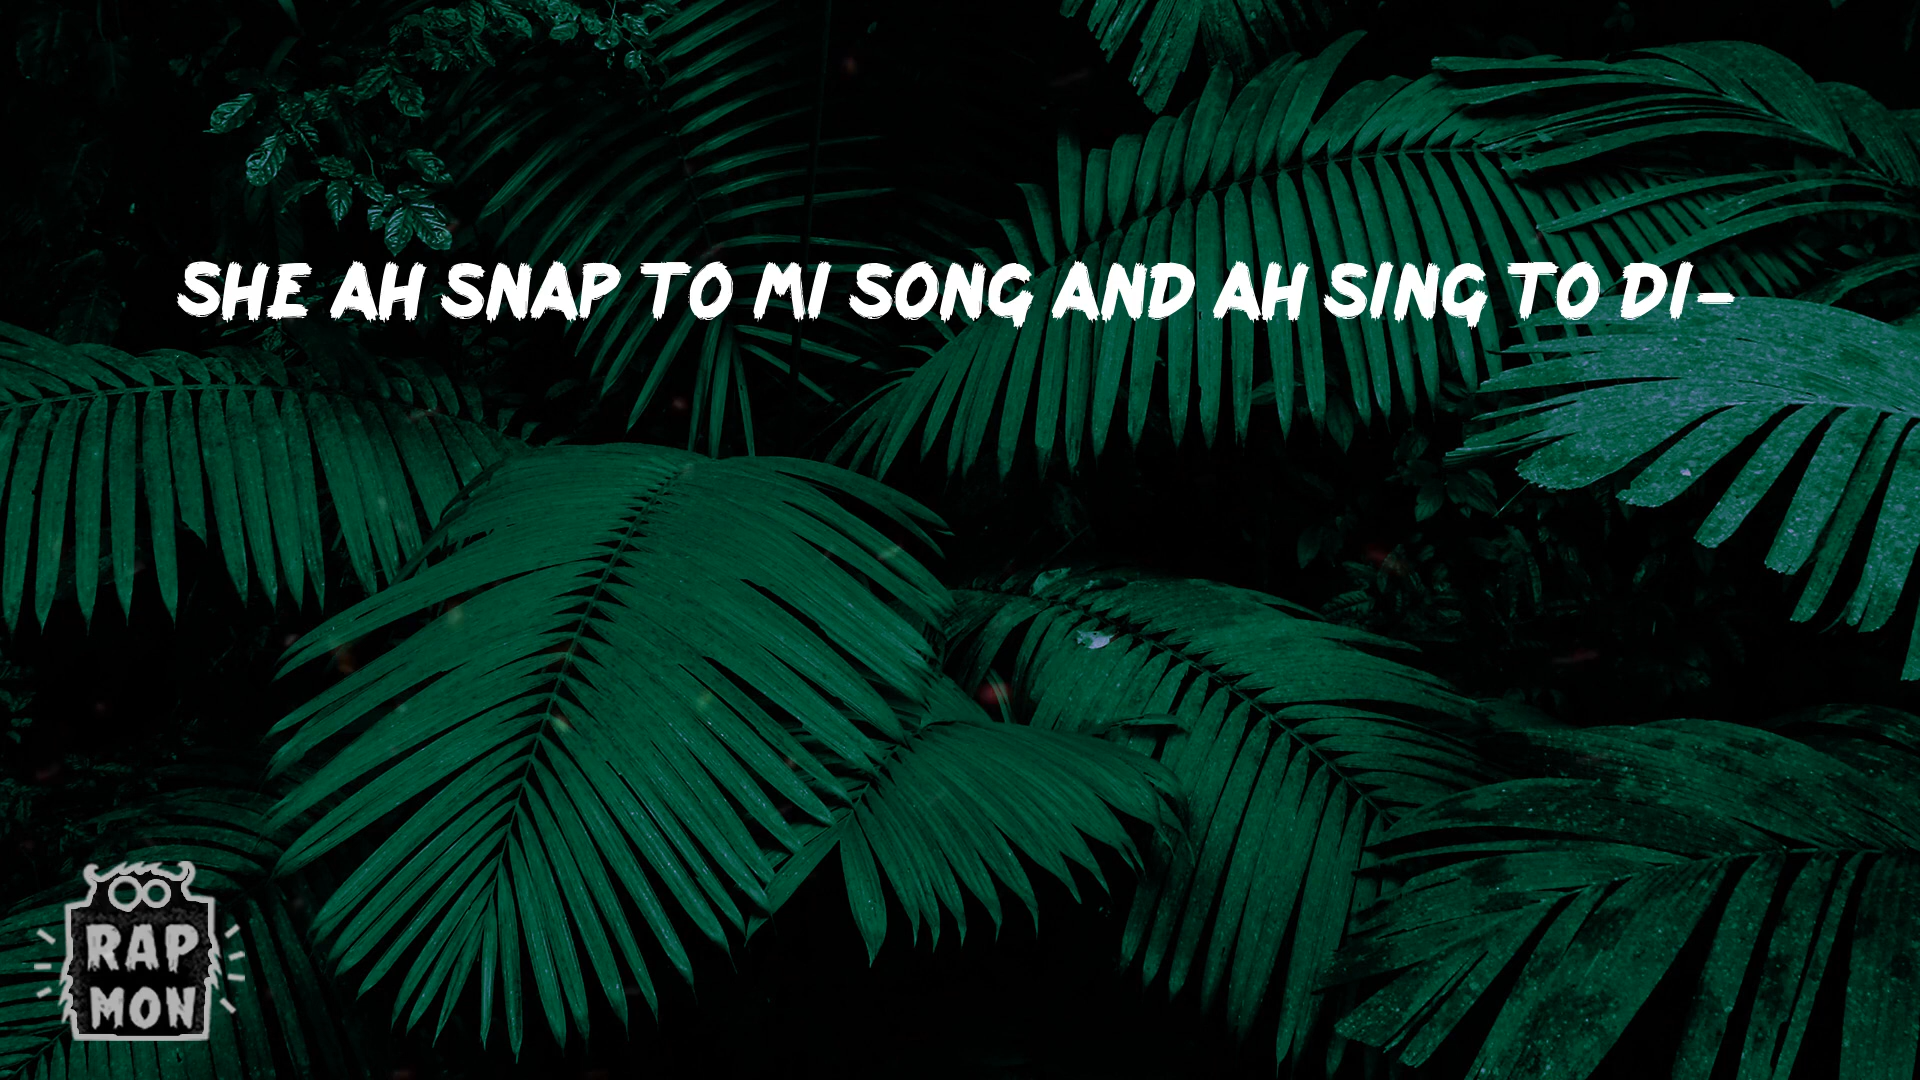 SHE AH SNAP TO MI SONG AND AH SING TO DI-
RAP
MON